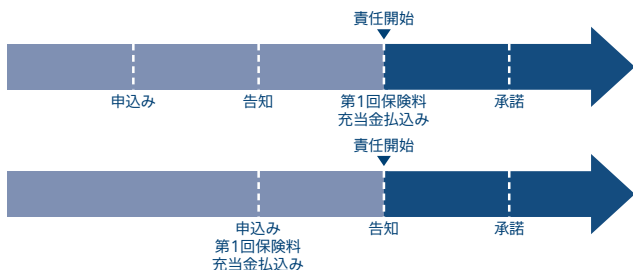 責任開始
申込み
告知
第1回保険料
充当金払込み
承諾
責任開始
申込み
第1回保険料
充当金払込み
告知
承諾